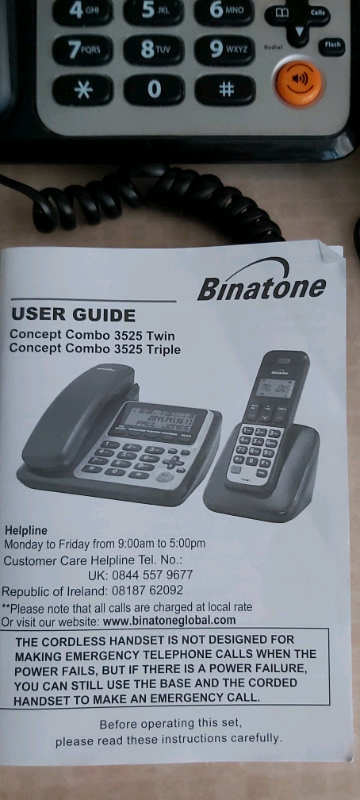 4 GHI 5 JKL 6 MNO Calls
7 PQRS 8 TUV 9 WXYZ Redial Flash
* 0 #
Binatone
USER GUIDE
Concept Combo 3525 Twin
Concept Combo 3525 Triple
Helpline
Monday to Friday from 9:00am to 5:00pm
Customer Care Helpline Tel. No.:
UK: 0844 557 9677
Republic of Ireland: 08187 62092
**Please note that all calls are charged at local rate
Or visit our website: www.binatoneglobal.com
THE CORDLESS HANDSET IS NOT DESIGNED FOR
MAKING EMERGENCY TELEPHONE CALLS WHEN THE
POWER FAILS, BUT IF THERE IS A POWER FAILURE,
YOU CAN STILL USE THE BASE AND THE CORDED
HANDSET TO MAKE AN EMERGENCY CALL.
Before operating this set,
please read these instructions carefully.